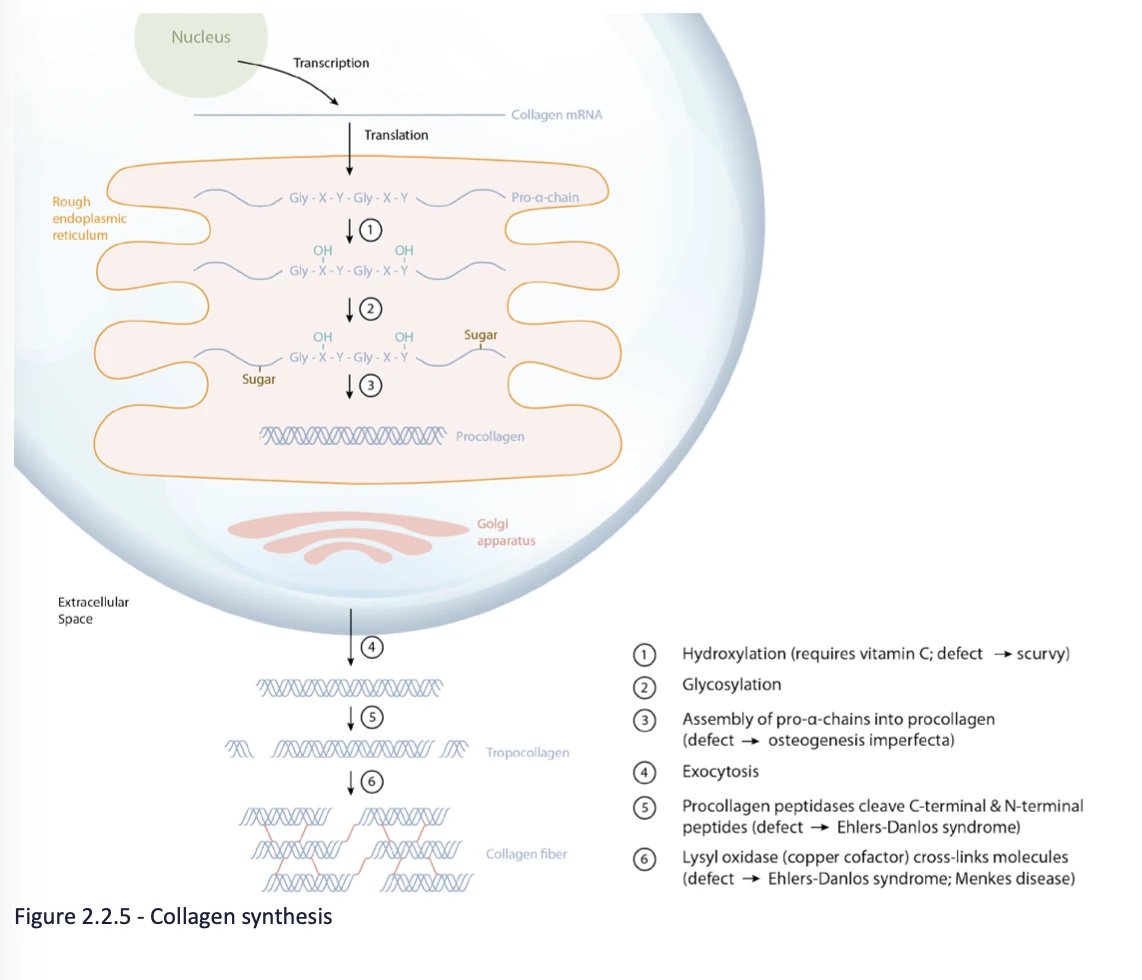 Nucleus
Transcription
Collagen mRNA
Translation
Rough
endoplasmic
reticulum
Gly - X - Y - Gly - X - Y
Pro-α-chain
1
OH OH
Gly - X - Y - Gly - X - Y
2
OH OH
Sugar
Gly - X - Y - Gly - X - Y
Sugar
3
Procollagen
Golgi
apparatus
Extracellular
Space
4
5
Tropocollagen
6
Collagen fiber
1 Hydroxylation (requires vitamin C; defect → scurvy)
2 Glycosylation
3 Assembly of pro-α-chains into procollagen
(defect → osteogenesis imperfecta)
4 Exocytosis
5 Procollagen peptidases cleave C-terminal & N-terminal
peptides (defect → Ehlers-Danlos syndrome)
6 Lysyl oxidase (copper cofactor) cross-links molecules
(defect → Ehlers-Danlos syndrome; Menkes disease)
Figure 2.2.5 - Collagen synthesis